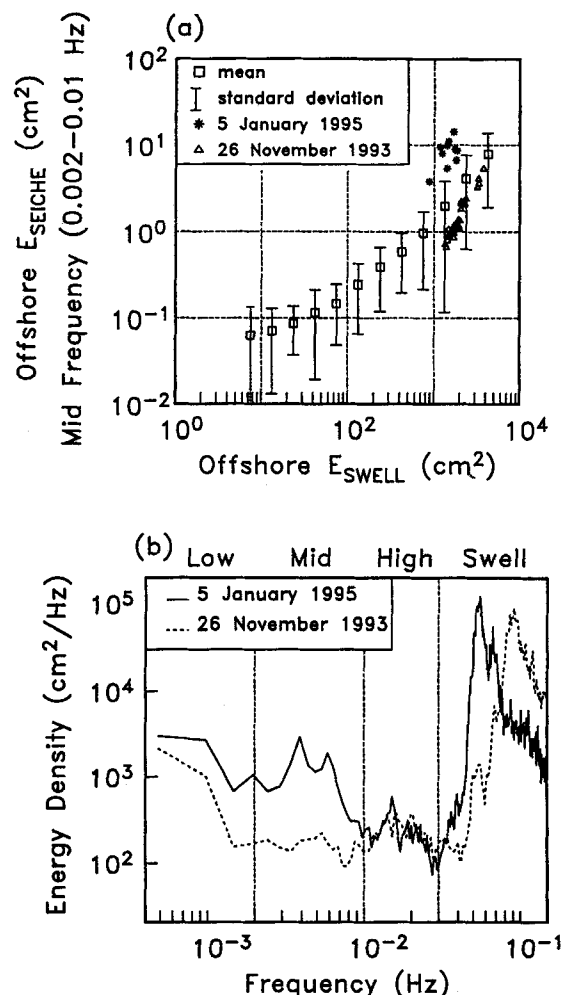 (a)
10²
10¹
10⁰
10⁻¹
10⁻²
Offshore E_SEICHE (cm²)
Mid Frequency (0.002−0.01 Hz)
mean
standard deviation
5 January 1995
26 November 1993
10⁰ 10² 10⁴
Offshore E_SWELL (cm²)
(b)
Low Mid High Swell
10⁵
10⁴
10³
10²
Energy Density (cm²/Hz)
5 January 1995
26 November 1993
10⁻³ 10⁻² 10⁻¹
Frequency (Hz)